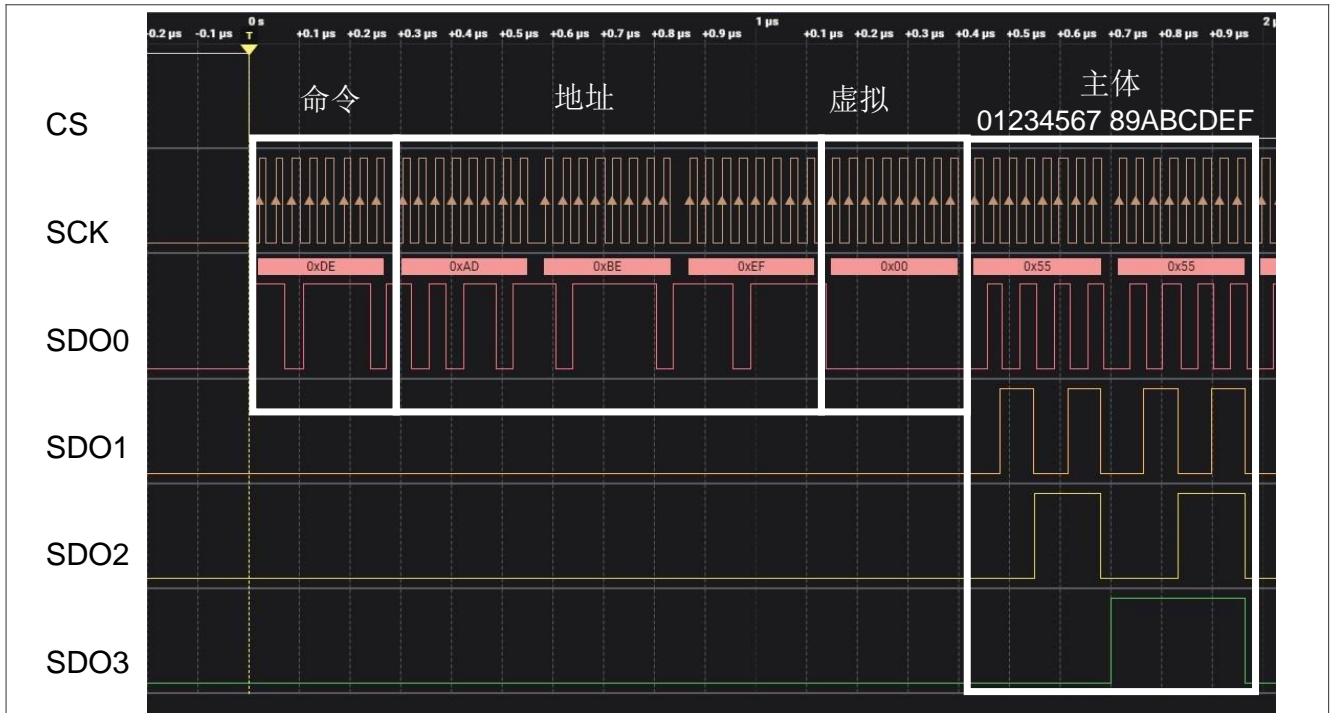 0 s 1 µs
-0.1 µs T +0.1 µs +0.2 µs +0.3 µs +0.4 µs +0.5 µs +0.6 µs +0.7 µs +0.8 µs +0.9 µs +0.1 µs +0.2 µs +0.3 µs +0.4 µs +0.5 µs +0.6 µs +0.7 µs +0.8 µs +0.9 µs
命令 地址 虚拟 主体
01234567 89ABCDEF
CS
SCK
0xDE 0xAD 0xBE 0xEF 0x00 0x55 0x55
SDO0
SDO1
SDO2
SDO3